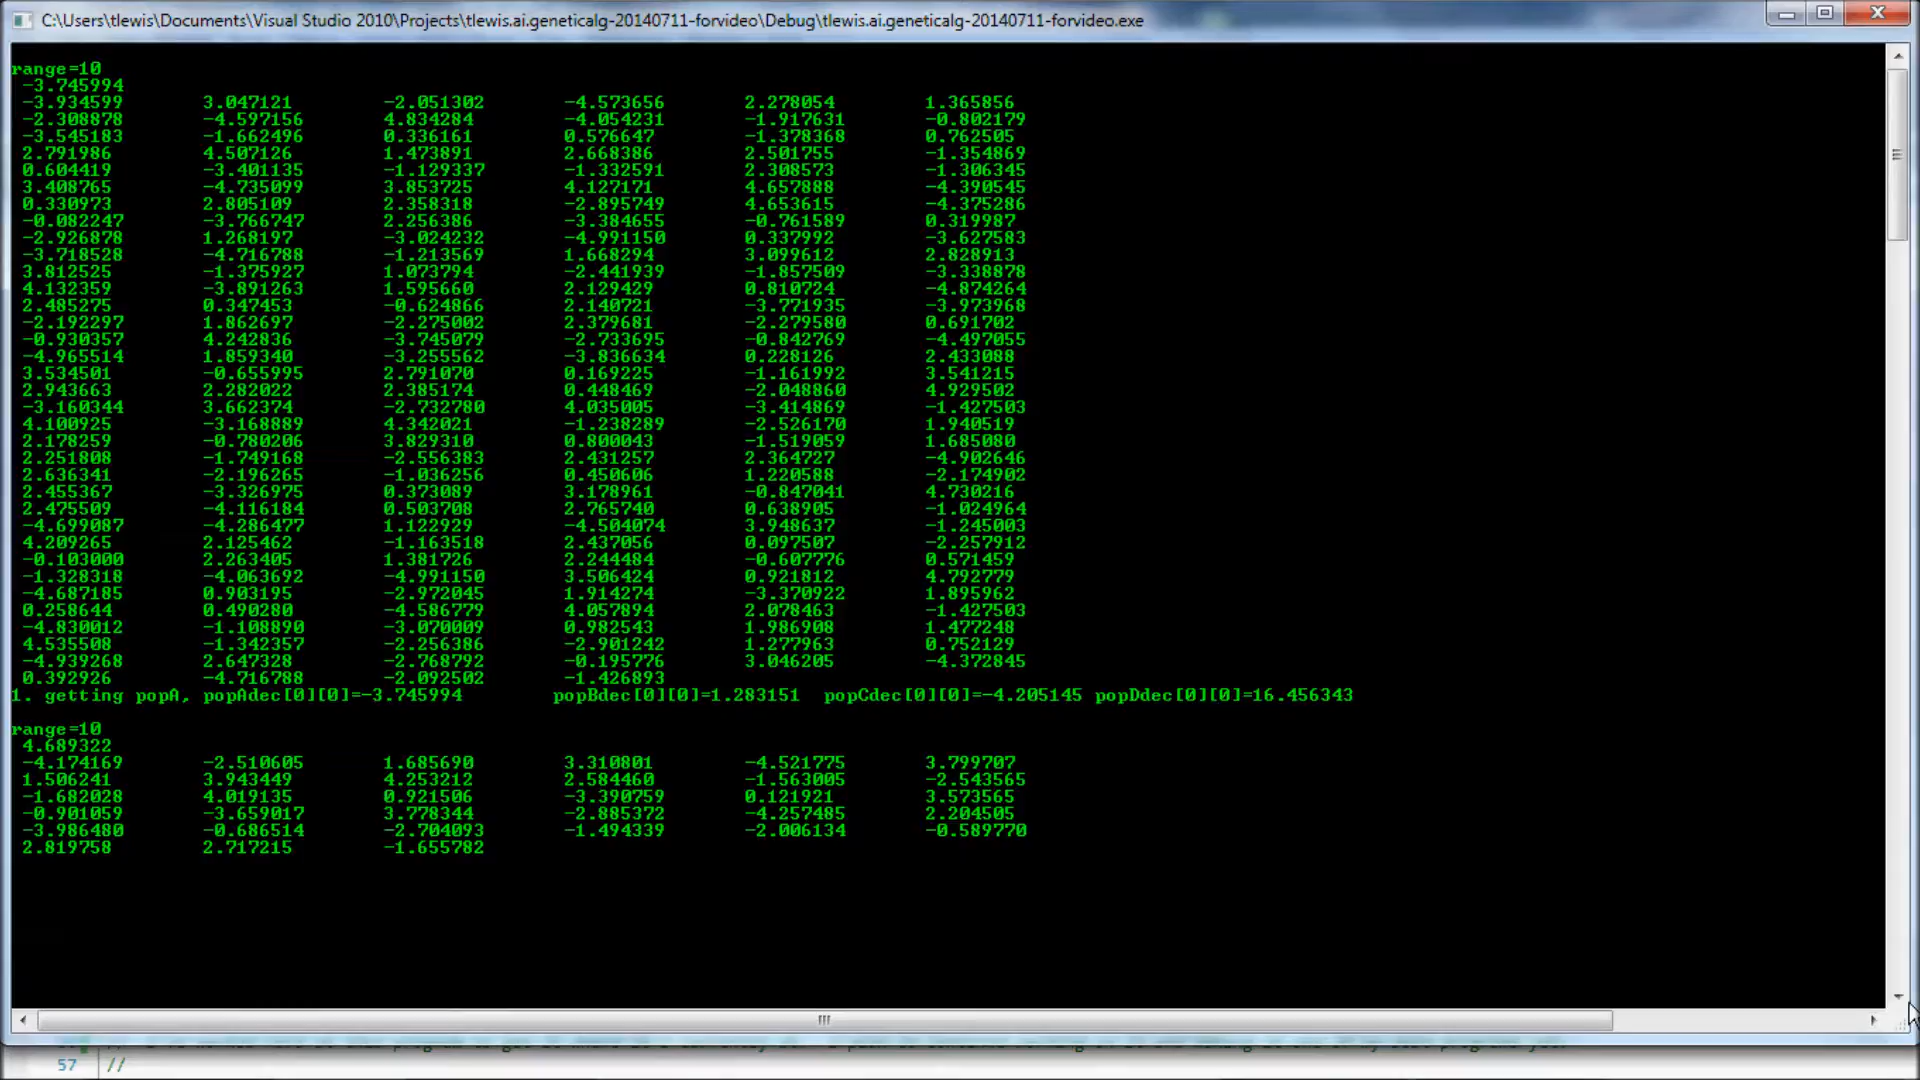 C:\Users\tlewis\Documents\Visual Studio 2010\Projects\tlewis.ai.geneticalg-20140711-forvideo\Debug\tlewis.ai.geneticalg-20140711-forvideo.exe
range=10
-3.745994
-3.934599 3.047121 -2.051302 -4.573656 2.278054 1.365856
-2.308878 -4.597156 4.834284 -4.054231 -1.917631 -0.802179
-3.545183 -1.662496 0.336161 0.576647 -1.378368 0.762505
2.791986 4.507126 1.473891 2.668386 2.501755 -1.354869
0.604419 -3.401135 -1.129337 -1.332591 2.308573 -1.306345
3.408765 -4.735099 3.853725 4.127171 4.657888 -4.390545
0.330973 2.805109 2.358318 -2.895749 4.653615 -4.375286
-0.082247 -3.766747 2.256386 -3.384655 -0.761589 0.319987
-2.926878 1.268197 -3.024232 -4.991150 0.337992 -3.627583
-3.718528 -4.716788 -1.213569 1.668294 3.099612 2.828913
3.812525 -1.375927 1.073794 -2.441939 -1.857509 -3.338878
4.132359 -3.891263 1.595660 2.129429 0.810724 -4.874264
2.485275 0.347453 -0.624866 2.140721 -3.771935 -3.973968
-2.192297 1.862697 -2.275002 2.379681 -2.279580 0.691702
-0.930357 4.242836 -3.745079 -2.733695 -0.842769 -4.497055
-4.965514 1.859340 -3.255562 -3.836634 0.228126 2.433088
3.534501 -0.655995 2.791070 0.169225 -1.161992 3.541215
2.943663 2.282022 2.385174 0.448469 -2.048860 4.929502
-3.160344 3.662374 -2.732780 4.035005 -3.414869 -1.427503
4.100925 -3.168889 4.342021 -1.238289 -2.526170 1.940519
2.178259 -0.780206 3.829310 0.800043 -1.519059 1.685080
2.251808 -1.749168 -2.556383 2.431257 2.364727 -4.902646
2.636341 -2.196265 -1.036256 0.450606 1.220588 -2.174902
2.455367 -3.326975 0.373089 3.178961 -0.847041 4.730216
2.475509 -4.116184 0.503708 2.765740 0.638905 -1.024964
-4.699087 -4.286477 1.122929 -4.504074 3.948637 -1.245003
4.209265 2.125462 -1.163518 2.437056 0.097507 -2.257912
-0.103000 2.263405 1.381726 2.244484 -0.607776 0.571459
-1.328318 -4.063692 -4.991150 3.506424 0.921812 4.792779
-4.687185 0.903195 -2.972045 1.914274 -3.370922 1.895962
0.258644 0.490280 -4.586779 4.057894 2.078463 -1.427503
-4.830012 -1.108890 -3.070009 0.982543 1.986908 1.477248
4.535508 -1.342357 -2.256386 -2.901242 1.277963 0.752129
-4.939268 2.647328 -2.768792 -0.195776 3.046205 -4.372845
0.392926 -4.716788 -2.092502 -1.426893
1. getting popA, popAdec[0][0]=-3.745994 popBdec[0][0]=1.283151 popCdec[0][0]=-4.205145 popDdec[0][0]=16.456343
range=10
4.689322
-4.174169 -2.510605 1.685690 3.310801 -4.521775 3.799707
1.506241 3.943449 4.253212 2.584460 -1.563005 -2.543565
-1.682028 4.019135 0.921506 -3.390759 0.121921 3.573565
-0.901059 -3.659017 3.778344 -2.885372 -4.257485 2.204505
-3.986480 -0.686514 -2.704093 -1.494339 -2.006134 -0.589770
2.819758 2.717215 -1.655782
57 //